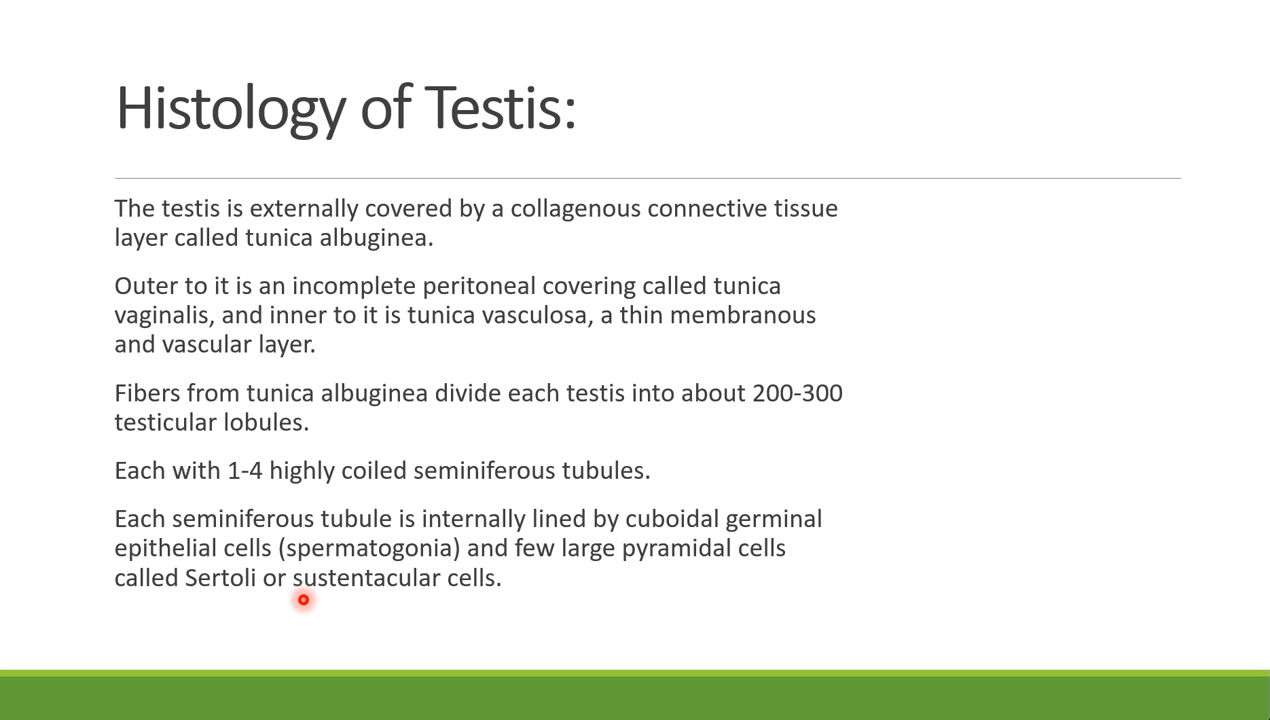 Histology of Testis:
The testis is externally covered by a collagenous connective tissue
layer called tunica albuginea.
Outer to it is an incomplete peritoneal covering called tunica
vaginalis, and inner to it is tunica vasculosa, a thin membranous
and vascular layer.
Fibers from tunica albuginea divide each testis into about 200-300
testicular lobules.
Each with 1-4 highly coiled seminiferous tubules.
Each seminiferous tubule is internally lined by cuboidal germinal
epithelial cells (spermatogonia) and few large pyramidal cells
called Sertoli or sustentacular cells.